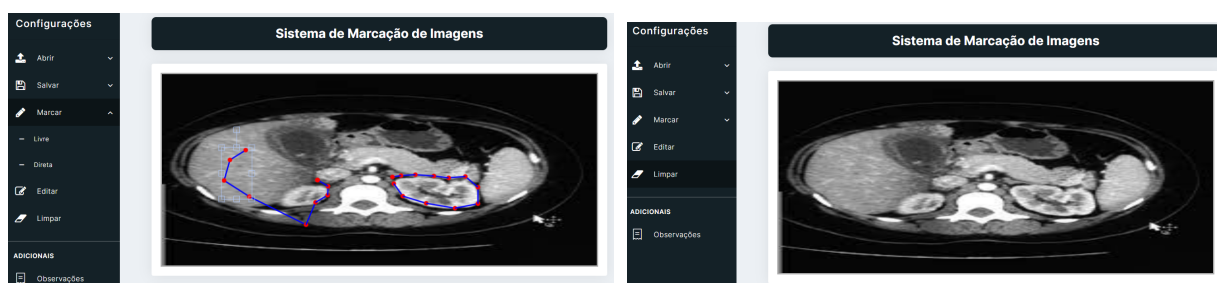 Configurações
Abrir
Salvar
Marcar
Livre
Direta
Editar
Limpar
ADICIONAIS
Observações
Sistema de Marcação de Imagens
Configurações
Abrir
Salvar
Marcar
Editar
Limpar
ADICIONAIS
Observações
Sistema de Marcação de Imagens